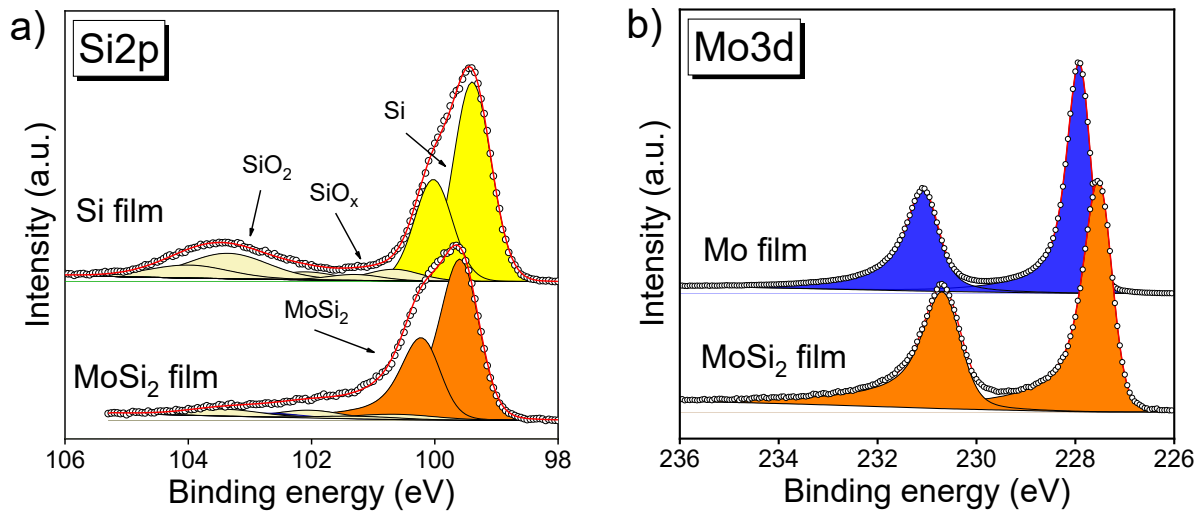 a)
Si2p
Intensity (a.u.)
Si film
SiO2
SiOx
Si
MoSi2
MoSi2 film
106 104 102 100 98
Binding energy (eV)
b)
Mo3d
Intensity (a.u.)
Mo film
MoSi2 film
236 234 232 230 228 226
Binding energy (eV)